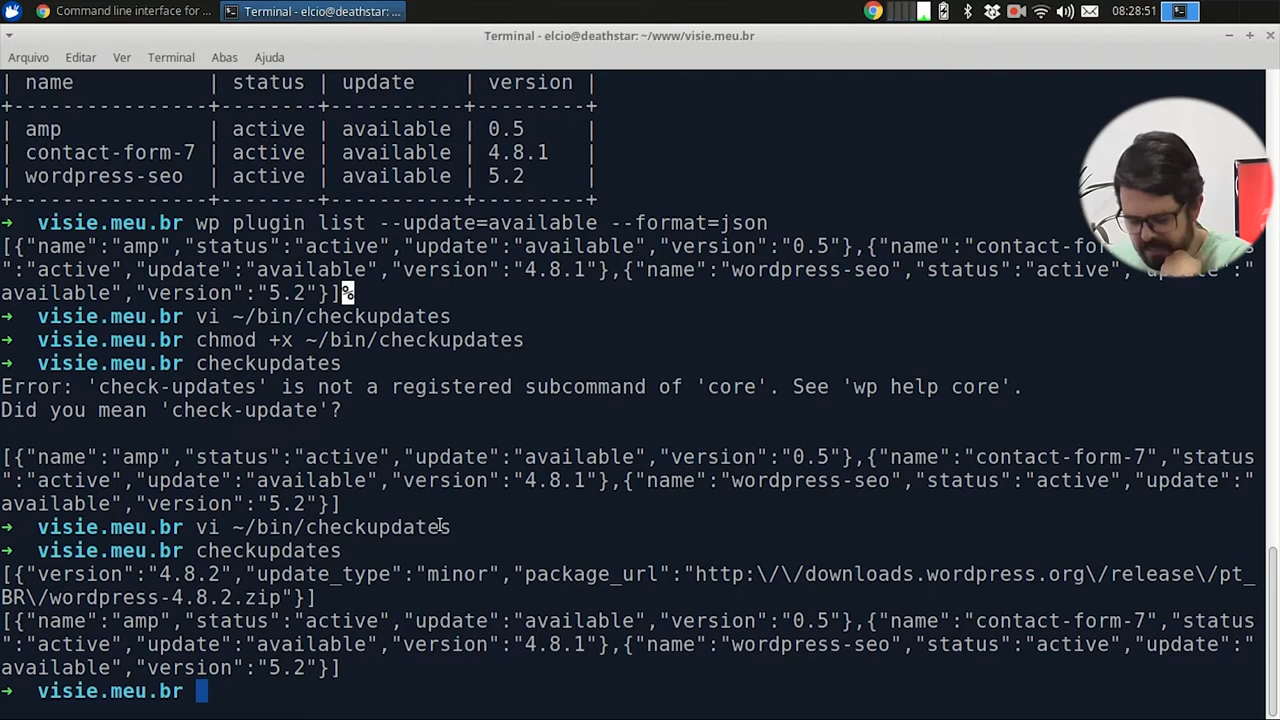 Command line interface for ...
Terminal - elcio@deathstar: ...
08:28:51
Terminal - elcio@deathstar: ~/www/visie.meu.br
Arquivo Editar Ver Terminal Abas Ajuda
| name | status | update | version |
+----------------+--------+-----------+---------+
| amp | active | available | 0.5 |
| contact-form-7 | active | available | 4.8.1 |
| wordpress-seo | active | available | 5.2 |
+----------------+--------+-----------+---------+
➜ visie.meu.br wp plugin list --update=available --format=json
[{"name":"amp","status":"active","update":"available","version":"0.5"},{"name":"contact-for
":"active","update":"available","version":"4.8.1"},{"name":"wordpress-seo","status":"active","update":"
available","version":"5.2"}]%
➜ visie.meu.br vi ~/bin/checkupdates
➜ visie.meu.br chmod +x ~/bin/checkupdates
➜ visie.meu.br checkupdates
Error: 'check-updates' is not a registered subcommand of 'core'. See 'wp help core'.
Did you mean 'check-update'?
[{"name":"amp","status":"active","update":"available","version":"0.5"},{"name":"contact-form-7","status
":"active","update":"available","version":"4.8.1"},{"name":"wordpress-seo","status":"active","update":"
available","version":"5.2"}]
➜ visie.meu.br vi ~/bin/checkupdates
➜ visie.meu.br checkupdates
[{"version":"4.8.2","update_type":"minor","package_url":"http:\/\/downloads.wordpress.org\/release\/pt_
BR\/wordpress-4.8.2.zip"}]
[{"name":"amp","status":"active","update":"available","version":"0.5"},{"name":"contact-form-7","status
":"active","update":"available","version":"4.8.1"},{"name":"wordpress-seo","status":"active","update":"
available","version":"5.2"}]
➜ visie.meu.br